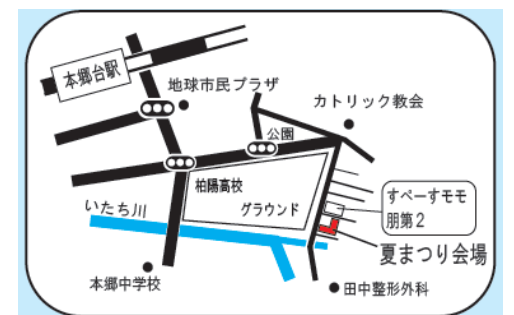 本郷台駅
地球市民プラザ
カトリック教会
公園
柏陽高校
グラウンド
すぺーすモモ
朋第2
いたち川
夏まつり会場
本郷中学校
田中整形外科